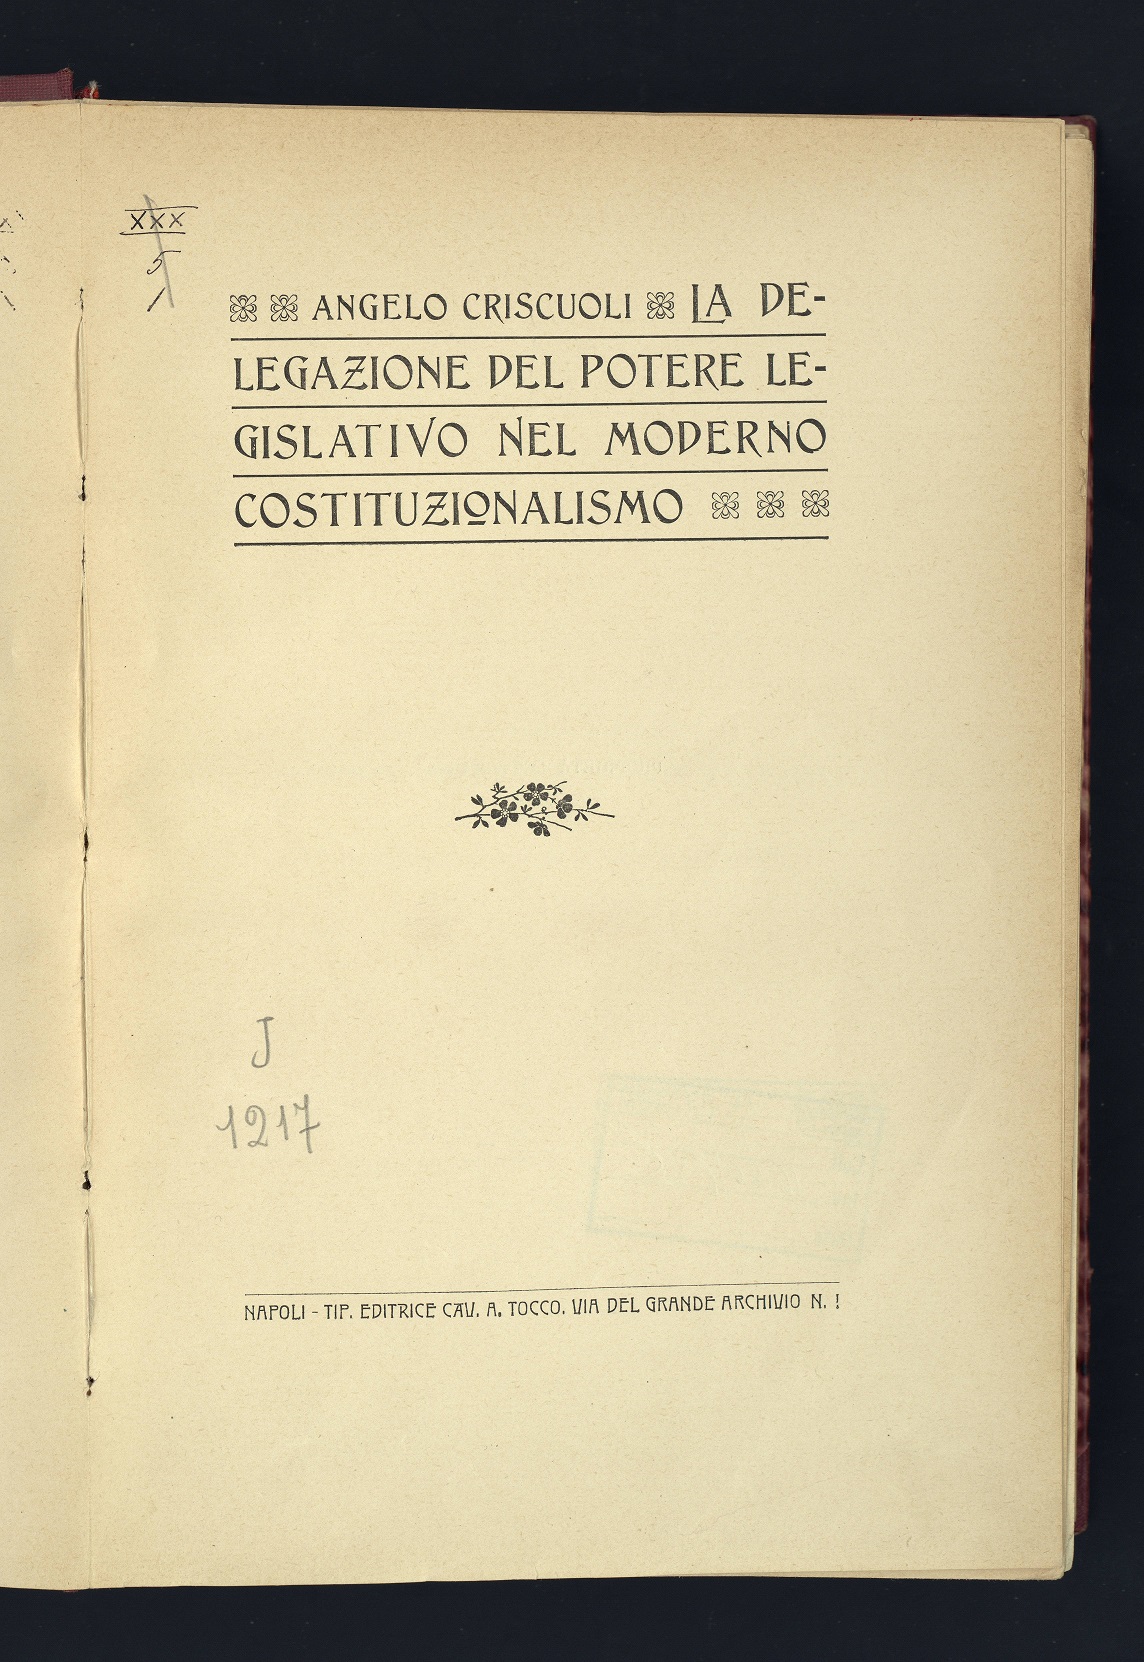 XXX
5
1
ANGELO CRISCUOLI LA DE-
LEGAZIONE DEL POTERE LE-
GISLATIVO NEL MODERNO
COSTITUZIONALISMO
J
1217
NAPOLI - TIP. EDITRICE CAV. A. TOCCO. VIA DEL GRANDE ARCHIVIO N. 1